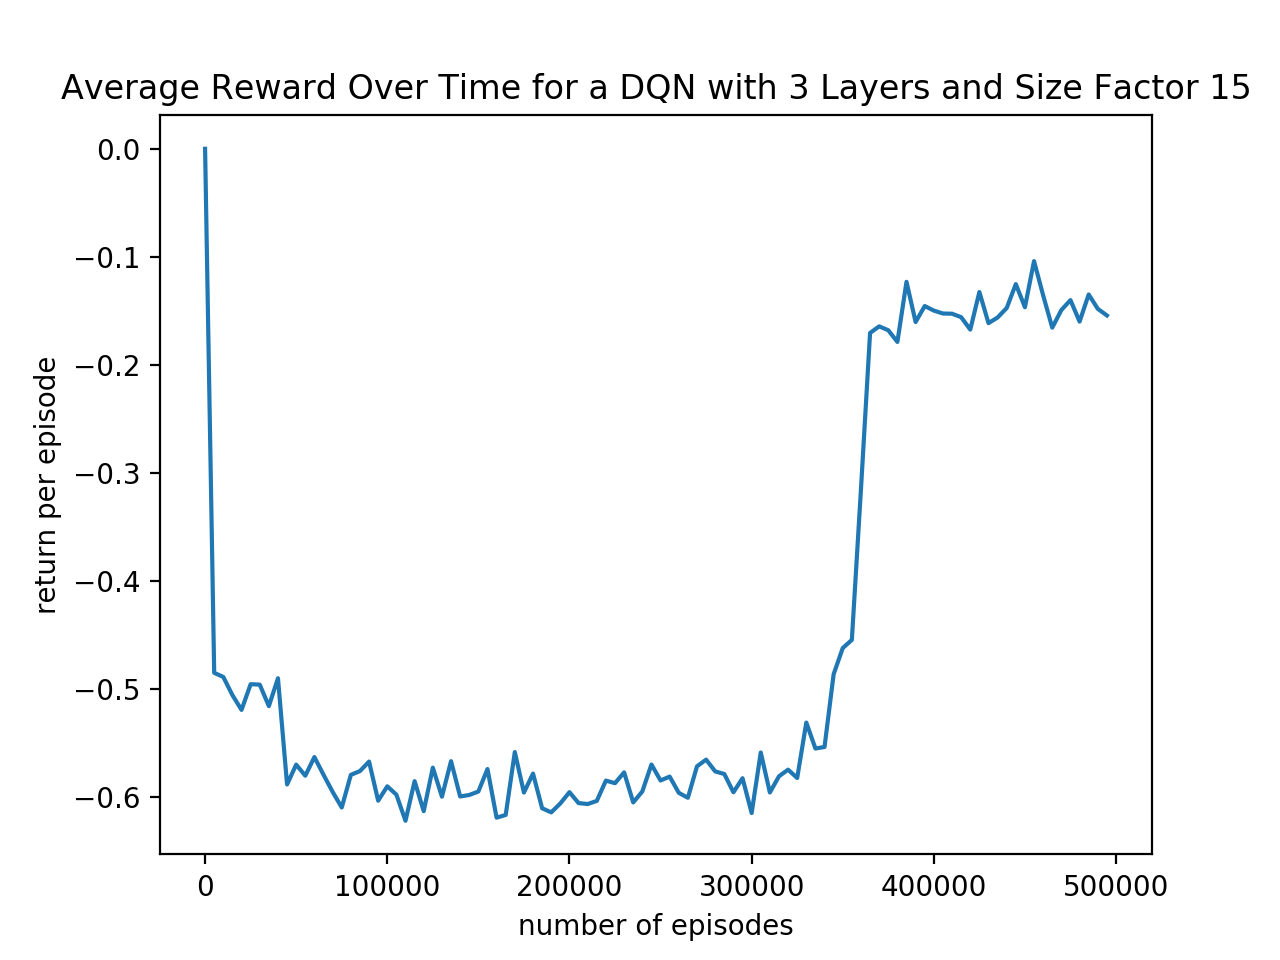 Average Reward Over Time for a DQN with 3 Layers and Size Factor 15
0.0
−0.1
−0.2
−0.3
−0.4
−0.5
−0.6
return per episode
0 100000 200000 300000 400000 500000
number of episodes